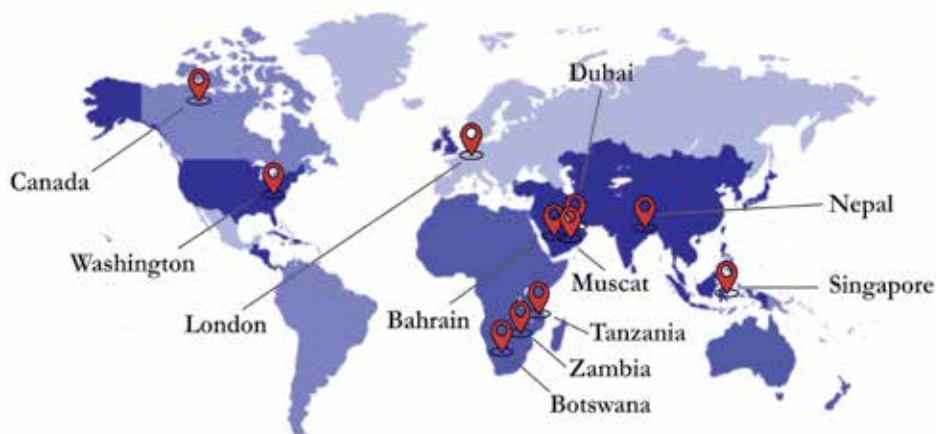 Dubai
Canada
Nepal
Washington
Muscat
Singapore
London
Bahrain
Tanzania
Zambia
Botswana